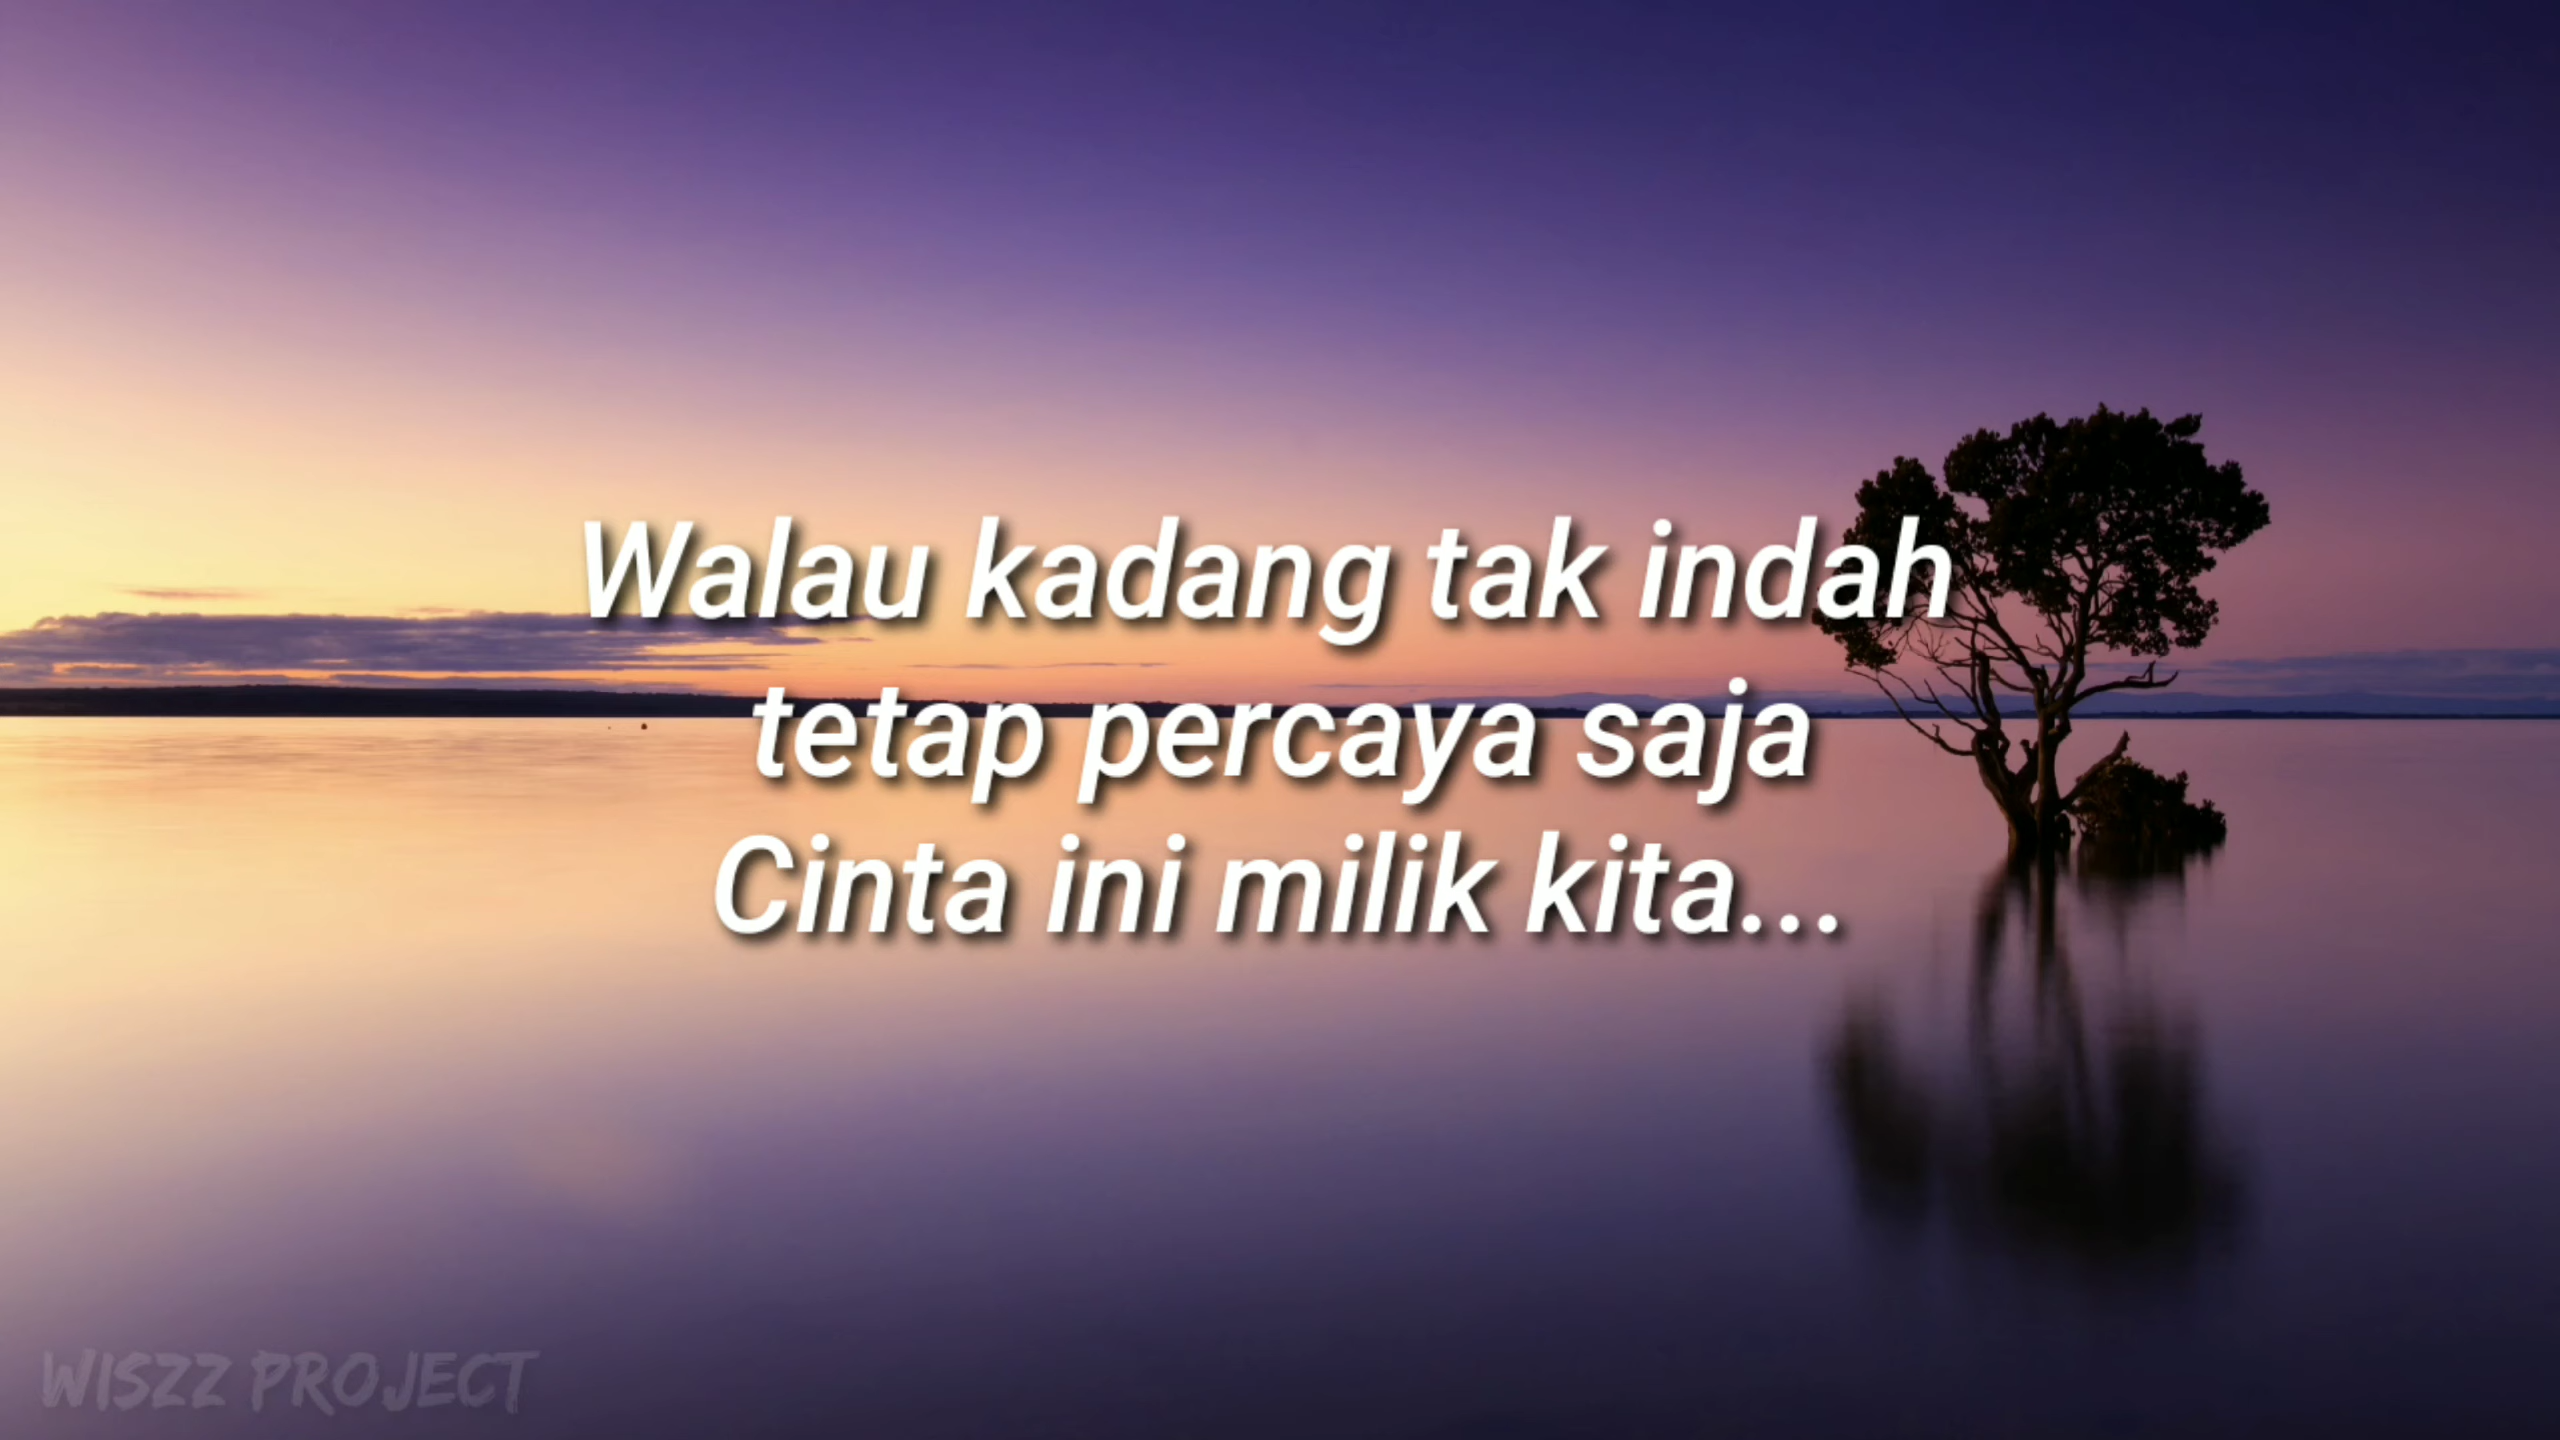 Walau kadang tak indah
tetap percaya saja
Cinta ini milik kita...
WISZZ PROJECT